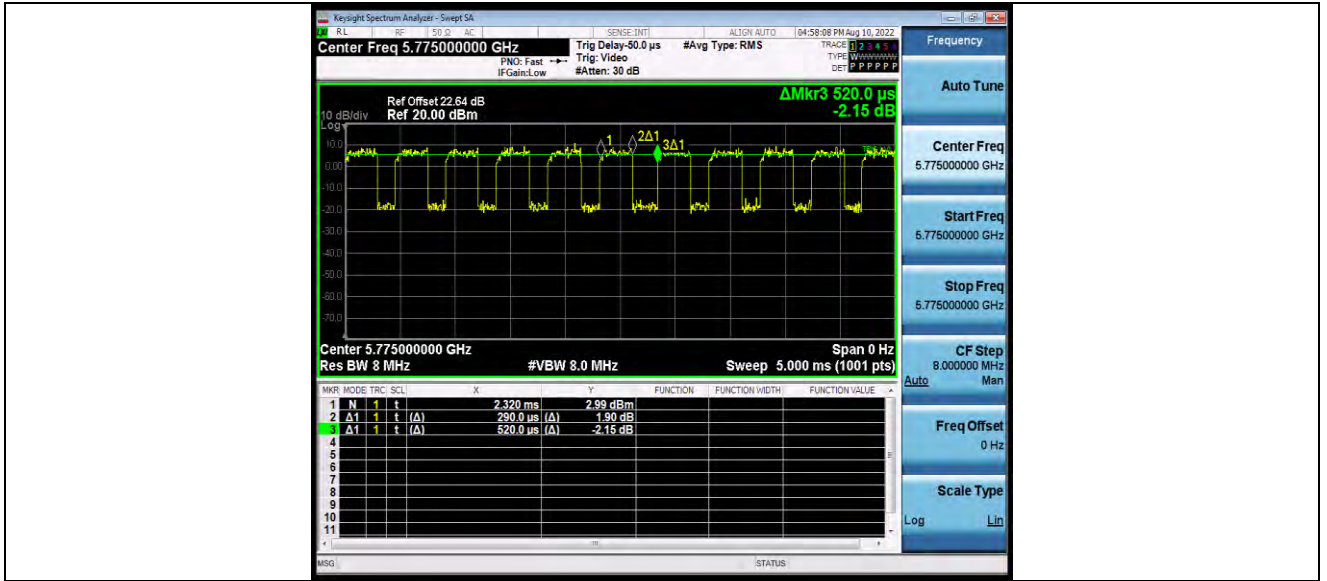 Keysight Spectrum Analyzer - Swept SA
RL RF 50 Ω AC SENSE:INT ALIGN AUTO 04:58:08 PM Aug 10, 2022
Center Freq 5.775000000 GHz Trig Delay-50.0 µs #Avg Type: RMS TRACE 1 2 3 4 5 6
PNO: Fast Trig: Video TYPE
IFGain:Low #Atten: 30 dB DET P P P P P P
Frequency
ΔMkr3 520.0 µs
-2.15 dB
Ref Offset 22.64 dB
10 dB/div Ref 20.00 dBm
Log
10.0
0.00
-10.0
-20.0
-30.0
-40.0
-50.0
-60.0
-70.0
1 2Δ1 3Δ1
Center 5.775000000 GHz Span 0 Hz
Res BW 8 MHz #VBW 8.0 MHz Sweep 5.000 ms (1001 pts)
MKR MODE TRC SCL X Y FUNCTION FUNCTION WIDTH FUNCTION VALUE
1 N 1 t 2.320 ms 2.99 dBm
2 Δ1 1 t (Δ) 290.0 µs (Δ) 1.90 dB
3 Δ1 1 t (Δ) 520.0 µs (Δ) -2.15 dB
4
5
6
7
8
9
10
11
MSG STATUS
Auto Tune
Center Freq
5.775000000 GHz
Start Freq
5.775000000 GHz
Stop Freq
5.775000000 GHz
CF Step
8.000000 MHz
Auto Man
Freq Offset
0 Hz
Scale Type
Log Lin